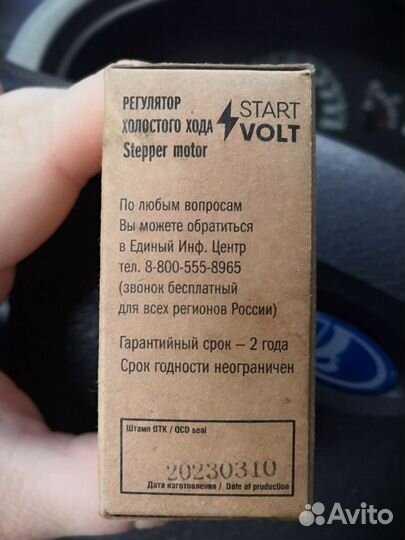 РЕГУЛЯТОР
ХОЛОСТОГО ХОДА
Stepper motor
START
VOLT
По любым вопросам
Вы можете обратиться
в Единый Инф. Центр
тел. 8-800-555-8965
(звонок бесплатный
для всех регионов России)
Гарантийный срок – 2 года
Срок годности неограничен
Штамп ОТК / QCD seal
20230310
Дата изготовления / Date of production
Avito